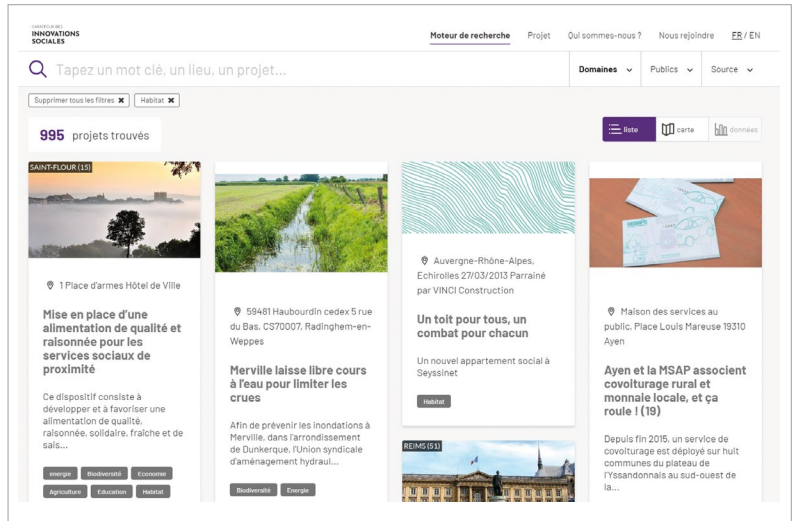 CARREFOUR DES
INNOVATIONS
SOCIALES
Moteur de recherche Projet Qui sommes-nous ? Nous rejoindre FR / EN
Tapez un mot clé, un lieu, un projet...
Domaines Publics Source
Supprimer tous les filtres ✖ Habitat ✖
995 projets trouvés
liste carte données
SAINT-FLOUR (15)
1 Place d'armes Hôtel de Ville
Mise en place d'une
alimentation de qualité et
raisonnée pour les
services sociaux de
proximité
Ce dispositif consiste à
développer et à favoriser une
alimentation de qualité,
raisonnée, solidaire, fraîche et de
sais...
energie Biodiversité Economie
Agriculture Education Habitat
59481 Haubourdin cedex 5 rue
du Bas, CS70007, Radinghem-en-
Weppes
Merville laisse libre cours
à l'eau pour limiter les
crues
Afin de prévenir les inondations à
Merville, dans l'arrondissement
de Dunkerque, l'Union syndicale
d'aménagement hydraul...
Biodiversité Energie
Auvergne-Rhône-Alpes,
Echirolles 27/03/2013 Parrainé
par VINCI Construction
Un toit pour tous, un
combat pour chacun
Un nouvel appartement social à
Seyssinet
Habitat
REIMS (51)
Maison des services au
public, Place Louis Mareuse 19310
Ayen
Ayen et la MSAP associent
covoiturage rural et
monnaie locale, et ça
roule ! (19)
Depuis fin 2015, un service de
covoiturage est déployé sur huit
communes du plateau de
l'Yssandonnais au sud-ouest de
la...